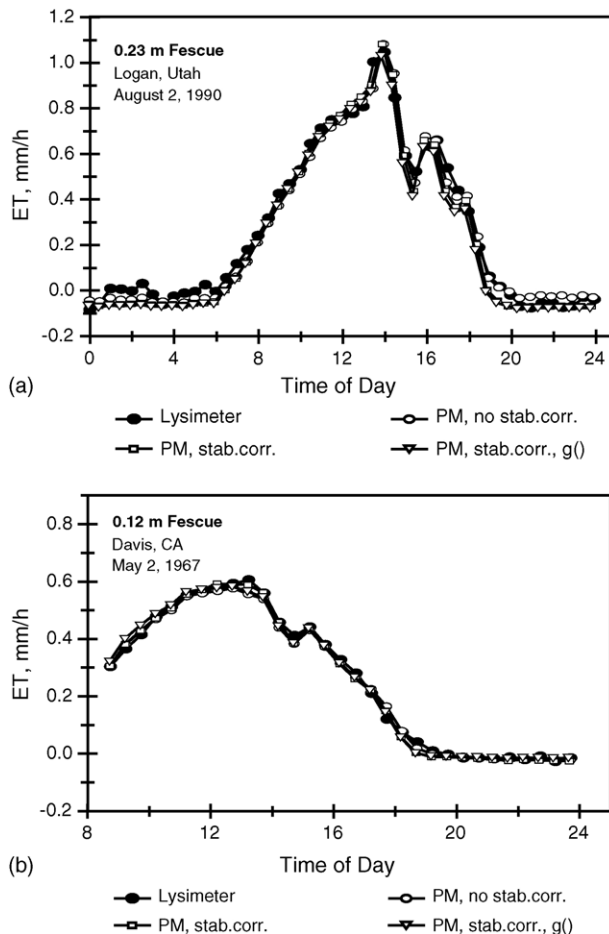 1.2
0.23 m Fescue
Logan, Utah
August 2, 1990
1.0
0.8
0.6
0.4
0.2
0.0
-0.2
ET, mm/h
0 4 8 12 16 20 24
(a)
Time of Day
Lysimeter PM, no stab.corr.
PM, stab.corr. PM, stab.corr., g()
0.8
0.12 m Fescue
Davis, CA
May 2, 1967
0.6
0.4
0.2
0.0
-0.2
ET, mm/h
8 12 16 20 24
(b)
Time of Day
Lysimeter PM, no stab.corr.
PM, stab.corr. PM, stab.corr., g()